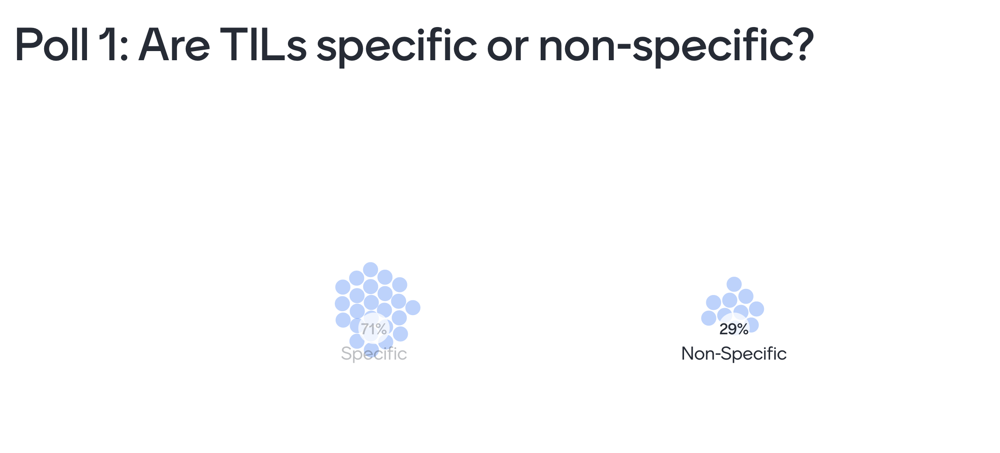 Poll 1: Are TILs specific or non-specific?
71%
Specific
29%
Non-Specific